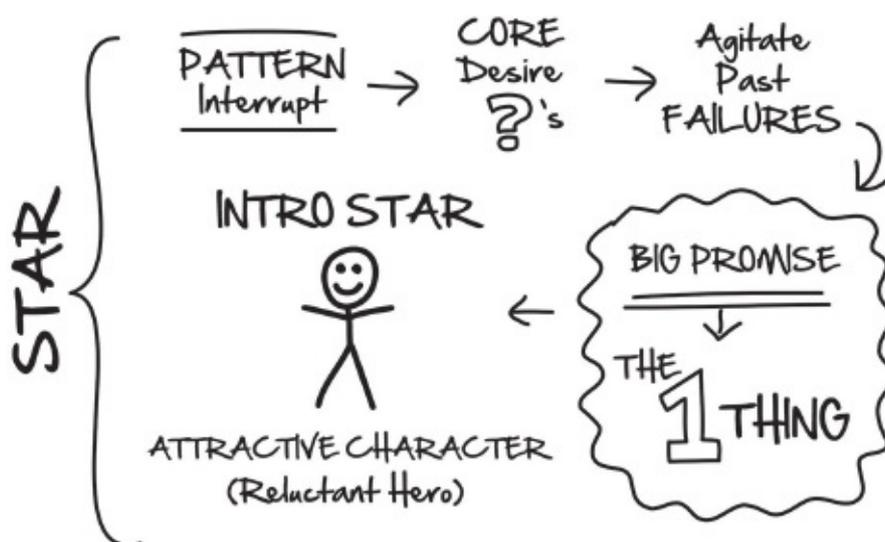 STAR
PATTERN
Interrupt
CORE
Desire
?'s
Agitate
Past
FAILURES
BIG PROMISE
THE
1 THING
INTRO STAR
ATTRACTIVE CHARACTER
(Reluctant Hero)